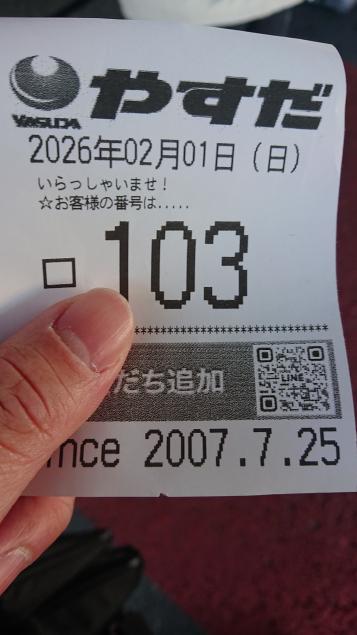 やすだ
YASUDA
2026年02月01日（日）
いらっしゃいませ！
☆お客様の番号は.....
□ 103
だち追加
LINE
nce 2007.7.25